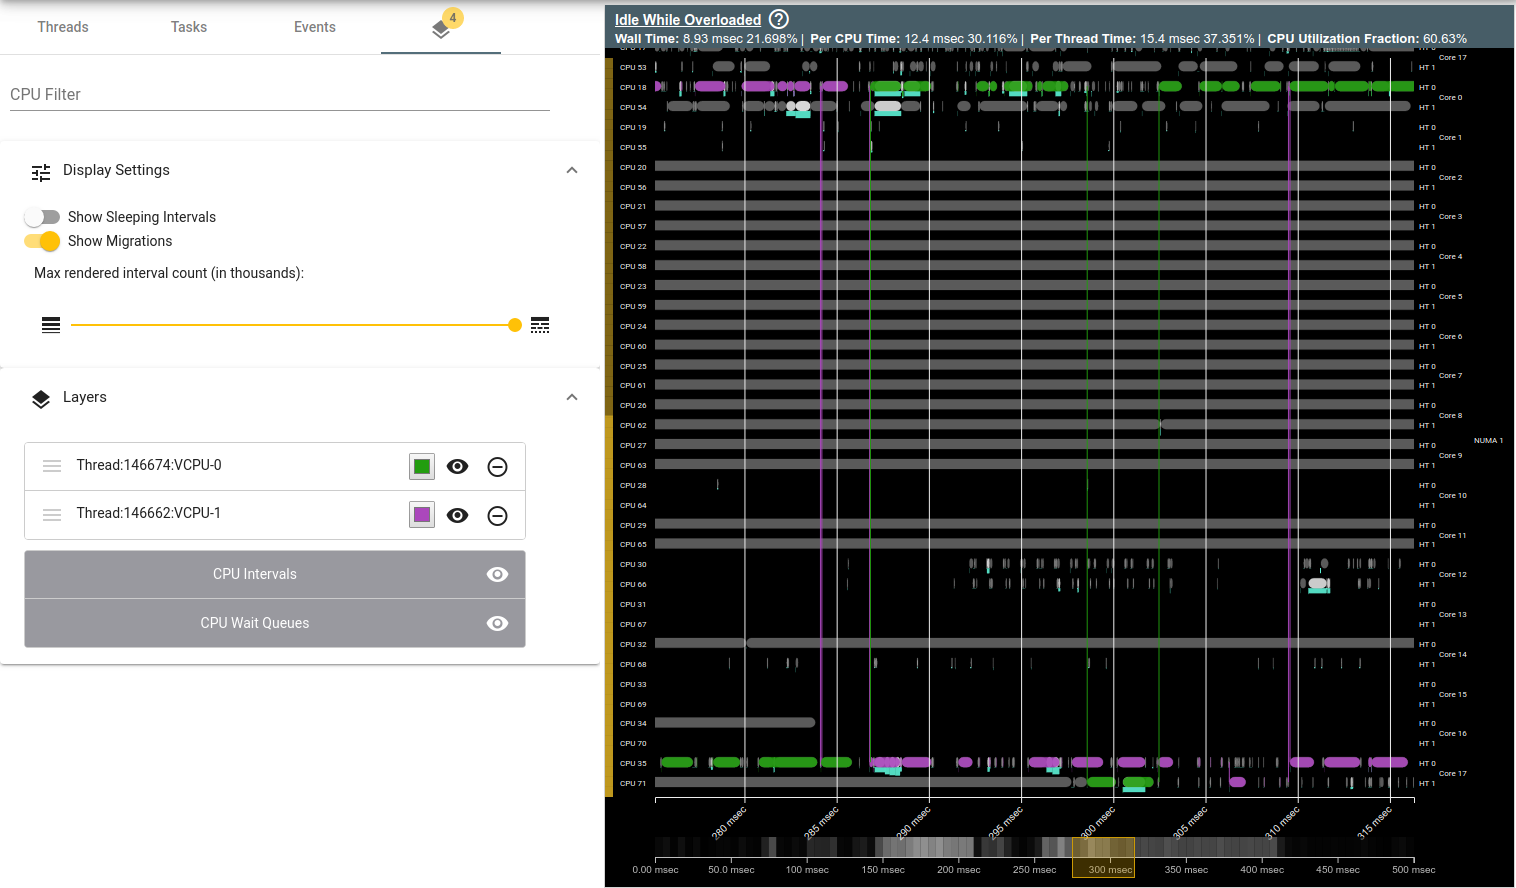 Threads
Tasks
Events
4
CPU Filter
Display Settings
Show Sleeping Intervals
Show Migrations
Max rendered interval count (in thousands):
Layers
Thread:146674:VCPU-0
Thread:146662:VCPU-1
CPU Intervals
CPU Wait Queues
Idle While Overloaded ?
Wall Time: 8.93 msec 21.698% | Per CPU Time: 12.4 msec 30.116% | Per Thread Time: 15.4 msec 37.351% | CPU Utilization Fraction: 60.63%
CPU 17 HT 0
Core 17
CPU 53 HT 1
CPU 18 HT 0
Core 0
CPU 54 HT 1
CPU 19 HT 0
Core 1
CPU 55 HT 1
CPU 20 HT 0
Core 2
CPU 56 HT 1
CPU 21 HT 0
Core 3
CPU 57 HT 1
CPU 22 HT 0
Core 4
CPU 58 HT 1
CPU 23 HT 0
Core 5
CPU 59 HT 1
CPU 24 HT 0
Core 6
CPU 60 HT 1
CPU 25 HT 0
Core 7
CPU 61 HT 1
CPU 26 HT 0
Core 8
CPU 62 HT 1
NUMA 1
CPU 27 HT 0
Core 9
CPU 63 HT 1
CPU 28 HT 0
Core 10
CPU 64 HT 1
CPU 29 HT 0
Core 11
CPU 65 HT 1
CPU 30 HT 0
Core 12
CPU 66 HT 1
CPU 31 HT 0
Core 13
CPU 67 HT 1
CPU 32 HT 0
Core 14
CPU 68 HT 1
CPU 33 HT 0
Core 15
CPU 69 HT 1
CPU 34 HT 0
Core 16
CPU 70 HT 1
CPU 35 HT 0
Core 17
CPU 71 HT 1
280 msec 285 msec 290 msec 295 msec 300 msec 305 msec 310 msec 315 msec
0.00 msec 50.0 msec 100 msec 150 msec 200 msec 250 msec 300 msec 350 msec 400 msec 450 msec 500 msec